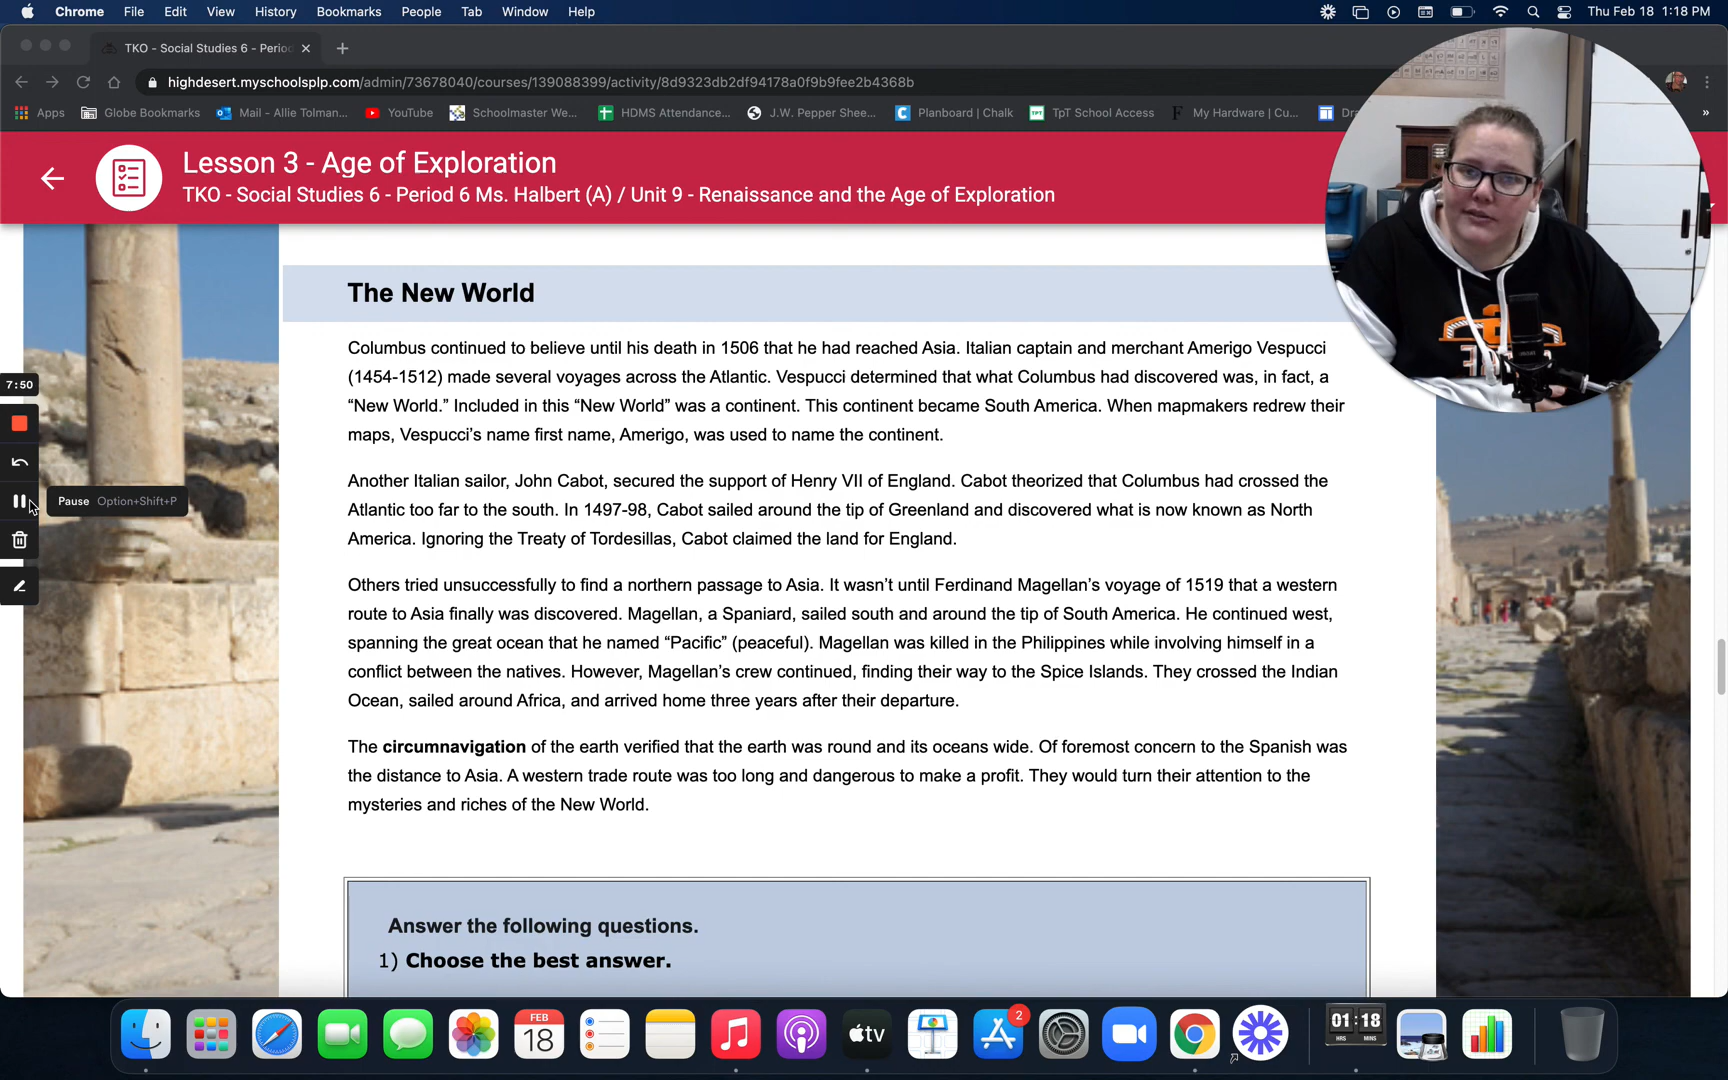 Chrome File Edit View History Bookmarks People Tab Window Help Thu Feb 18 1:18 PM
TKO - Social Studies 6 - Perio
highdesert.myschoolsplp.com/admin/73678040/courses/139088399/activity/8d9323db2df94178a0f9b9fee2b4368b
Apps Globe Bookmarks Mail - Allie Tolman... YouTube Schoolmaster We... HDMS Attendance... J.W. Pepper Shee... Planboard | Chalk TpT School Access My Hardware | Cu... Dra
Lesson 3 - Age of Exploration
TKO - Social Studies 6 - Period 6 Ms. Halbert (A) / Unit 9 - Renaissance and the Age of Exploration
The New World
Columbus continued to believe until his death in 1506 that he had reached Asia. Italian captain and merchant Amerigo Vespucci
(1454-1512) made several voyages across the Atlantic. Vespucci determined that what Columbus had discovered was, in fact, a
“New World.” Included in this “New World” was a continent. This continent became South America. When mapmakers redrew their
maps, Vespucci’s name first name, Amerigo, was used to name the continent.
Another Italian sailor, John Cabot, secured the support of Henry VII of England. Cabot theorized that Columbus had crossed the
Atlantic too far to the south. In 1497-98, Cabot sailed around the tip of Greenland and discovered what is now known as North
America. Ignoring the Treaty of Tordesillas, Cabot claimed the land for England.
Others tried unsuccessfully to find a northern passage to Asia. It wasn’t until Ferdinand Magellan’s voyage of 1519 that a western
route to Asia finally was discovered. Magellan, a Spaniard, sailed south and around the tip of South America. He continued west,
spanning the great ocean that he named “Pacific” (peaceful). Magellan was killed in the Philippines while involving himself in a
conflict between the natives. However, Magellan’s crew continued, finding their way to the Spice Islands. They crossed the Indian
Ocean, sailed around Africa, and arrived home three years after their departure.
The circumnavigation of the earth verified that the earth was round and its oceans wide. Of foremost concern to the Spanish was
the distance to Asia. A western trade route was too long and dangerous to make a profit. They would turn their attention to the
mysteries and riches of the New World.
Answer the following questions.
1) Choose the best answer.
7:50
Pause Option+Shift+P
FEB
18
tv
2
01:18
HRS MINS